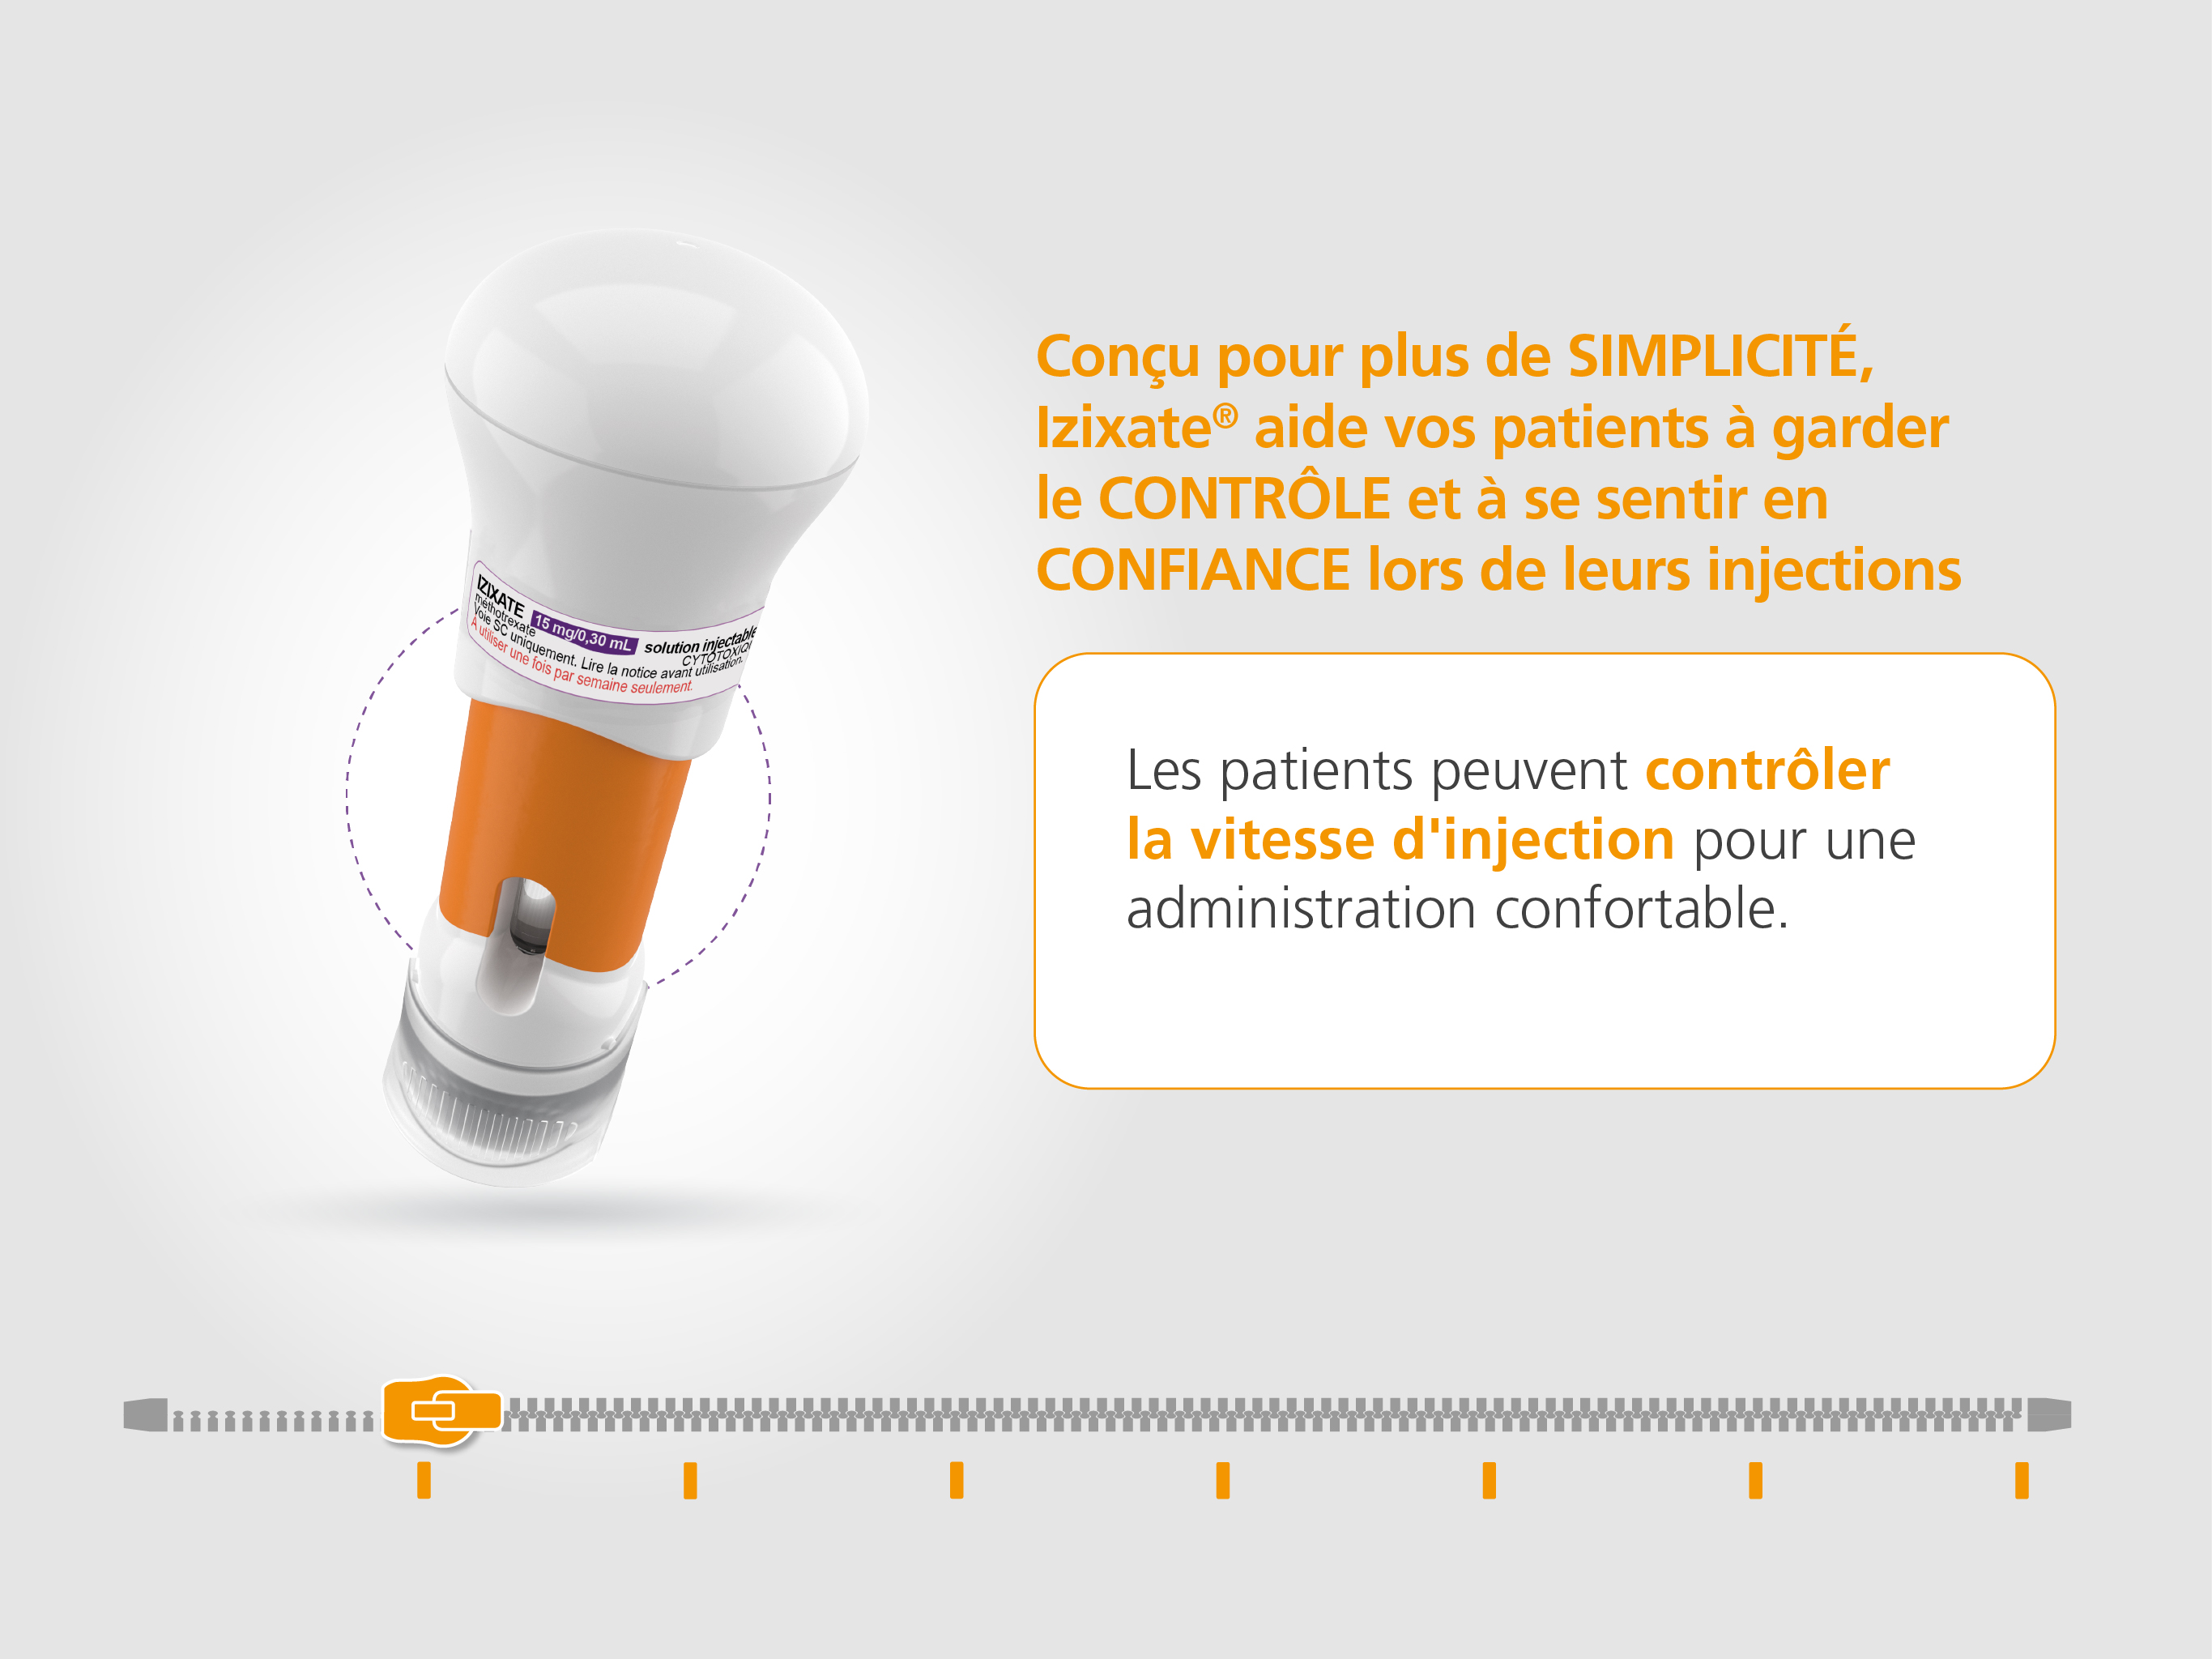 Conçu pour plus de SIMPLICITÉ,
Izixate® aide vos patients à garder
le CONTRÔLE et à se sentir en
CONFIANCE lors de leurs injections
Les patients peuvent contrôler
la vitesse d'injection pour une
administration confortable.
IZIXATE 15 mg/0,30 mL solution injectable
méthotrexate CYTOTOXIQ
Voie SC uniquement. Lire la notice avant utilisation.
A utiliser une fois par semaine seulement.